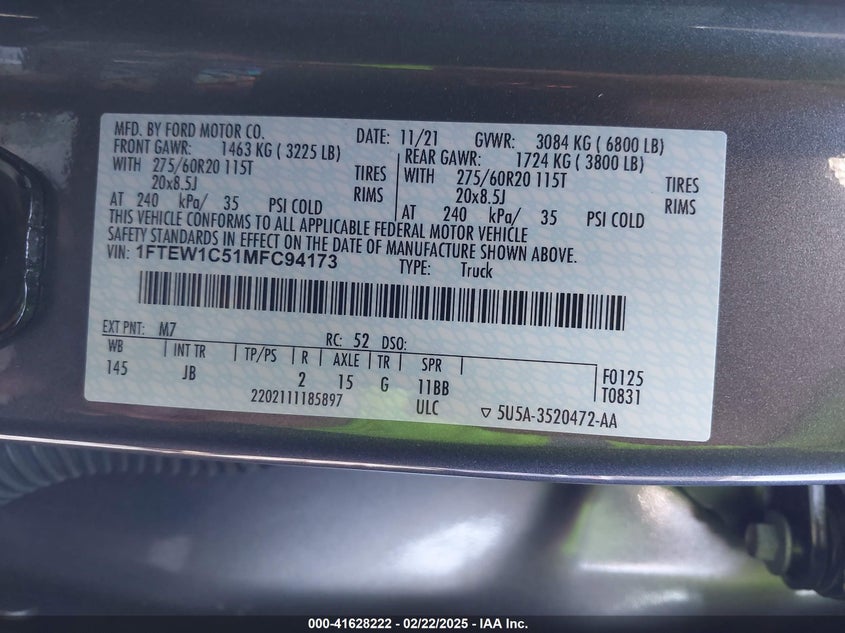 MFD. BY FORD MOTOR CO. DATE: 11/21 GVWR: 3084 KG ( 6800 LB)
FRONT GAWR: 1463 KG ( 3225 LB) REAR GAWR: 1724 KG ( 3800 LB)
WITH 275/60R20 115T TIRES WITH 275/60R20 115T TIRES
20x8.5J RIMS 20x8.5J RIMS
AT 240 kPa/ 35 PSI COLD AT 240 kPa/ 35 PSI COLD
THIS VEHICLE CONFORMS TO ALL APPLICABLE FEDERAL MOTOR VEHICLE
SAFETY STANDARDS IN EFFECT ON THE DATE OF MANUFACTURE SHOWN ABOVE.
VIN: 1FTEW1C51MFC94173 TYPE: Truck
EXT PNT: M7 RC: 52 DSO:
WB INT TR TP/PS R AXLE TR SPR F0125
145 JB 2 15 G 11BB T0831
2202111185897 ULC ▽ 5U5A-3520472-AA
000-41628222 - 02/22/2025 - IAA Inc.